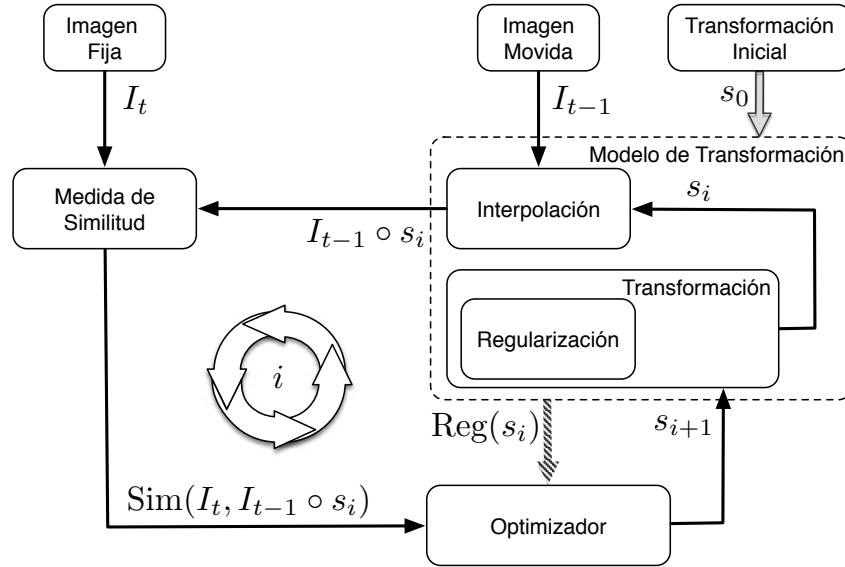 Imagen
Fija
Imagen
Movida
Transformación
Inicial
I_t
I_{t−1}
s_0
Modelo de Transformación
Medida de
Similitud
Interpolación
s_i
I_{t−1} ∘ s_i
Transformación
Regularización
i
Reg(s_i)
s_{i+1}
Sim(I_t, I_{t−1} ∘ s_i)
Optimizador